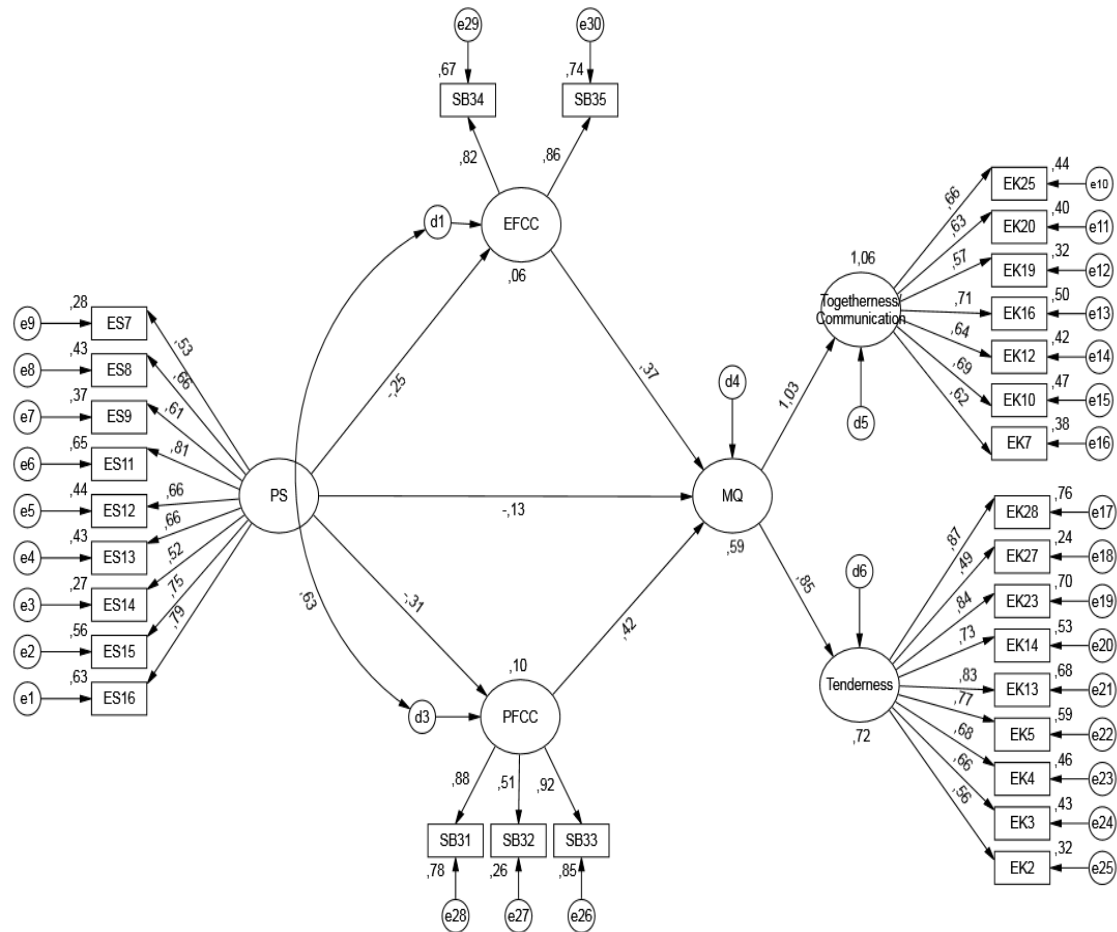 e29
e30
,67
,74
SB34
SB35
,82
,86
d1
EFCC
,06
e9
,28
ES7
e8
,43
ES8
e7
,37
ES9
e6
,65
ES11
e5
,44
ES12
e4
,43
ES13
e3
,27
ES14
e2
,56
ES15
e1
,63
ES16
,53
,66
,61
,81
,66
,66
,52
,75
,79
PS
-,25
-,13
-,31
,63
,37
,42
d4
MQ
,59
d3
,10
PFCC
,88
,51
,92
SB31
SB32
SB33
,78
,26
,85
e28
e27
e26
1,03
,85
1,06
Togetherness/
Communication
d5
d6
Tenderness
,72
,66
,63
,57
,71
,64
,69
,62
EK25
,44
e10
EK20
,40
e11
EK19
,32
e12
EK16
,50
e13
EK12
,42
e14
EK10
,47
e15
EK7
,38
e16
,87
,49
,84
,73
,83
,77
,68
,66
,56
EK28
,76
e17
EK27
,24
e18
EK23
,70
e19
EK14
,53
e20
EK13
,68
e21
EK5
,59
e22
EK4
,46
e23
EK3
,43
e24
EK2
,32
e25